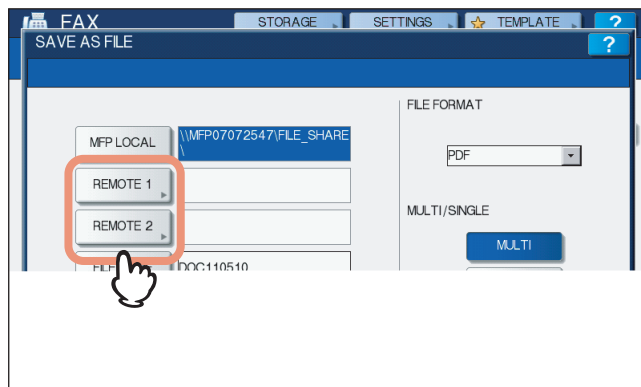 FAX
STORAGE
SETTINGS
TEMPLATE
?
SAVE AS FILE
?
FILE FORMAT
MFP LOCAL
\\MFP07072547\FILE_SHARE
\
PDF
REMOTE 1
REMOTE 2
MULTI/SINGLE
MULTI
DOC110510